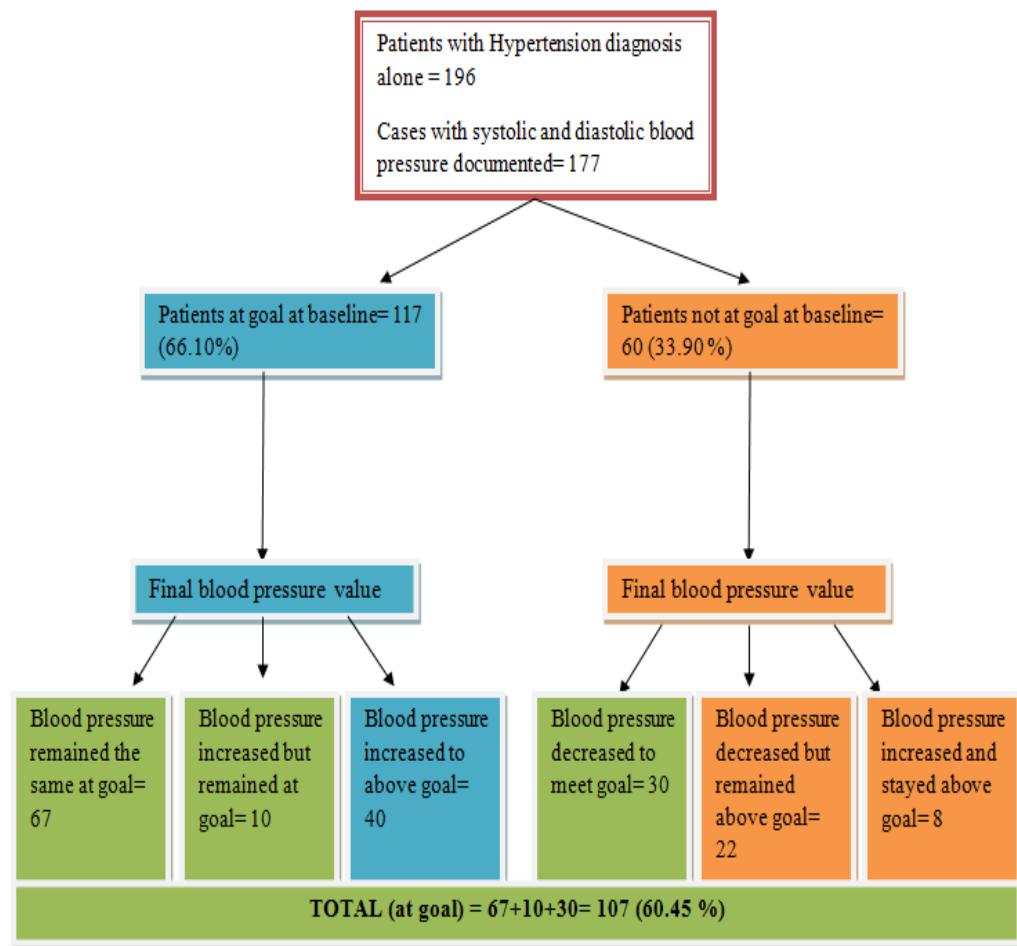 Patients with Hypertension diagnosis
alone = 196
Cases with systolic and diastolic blood
pressure documented= 177
Patients at goal at baseline= 117
(66.10%)
Patients not at goal at baseline=
60 (33.90%)
Final blood pressure value
Final blood pressure value
Blood pressure
remained the
same at goal=
67
Blood pressure
increased but
remained at
goal= 10
Blood pressure
increased to
above goal=
40
Blood pressure
decreased to
meet goal= 30
Blood pressure
decreased but
remained
above goal=
22
Blood pressure
increased and
stayed above
goal= 8
TOTAL (at goal) = 67+10+30= 107 (60.45 %)